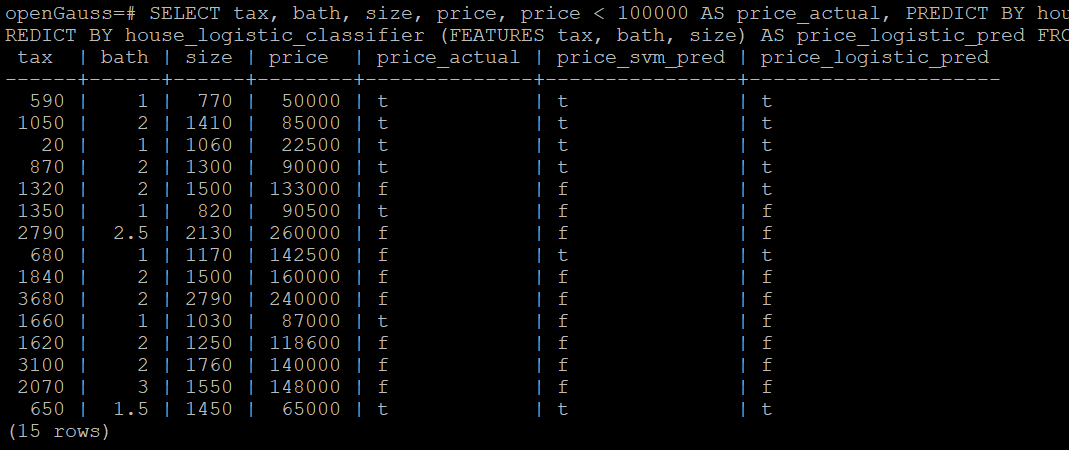 openGauss=# SELECT tax, bath, size, price, price < 100000 AS price_actual, PREDICT BY hou
REDICT BY house_logistic_classifier (FEATURES tax, bath, size) AS price_logistic_pred FRO
 tax  | bath | size | price  | price_actual | price_svm_pred | price_logistic_pred
------+------+------+--------+--------------+----------------+---------------------
  590 |    1 |  770 |  50000 | t            | t              | t
 1050 |    2 | 1410 |  85000 | t            | t              | t
   20 |    1 | 1060 |  22500 | t            | t              | t
  870 |    2 | 1300 |  90000 | t            | t              | t
 1320 |    2 | 1500 | 133000 | f            | f              | t
 1350 |    1 |  820 |  90500 | t            | f              | f
 2790 |  2.5 | 2130 | 260000 | f            | f              | f
  680 |    1 | 1170 | 142500 | f            | t              | t
 1840 |    2 | 1500 | 160000 | f            | f              | f
 3680 |    2 | 2790 | 240000 | f            | f              | f
 1660 |    1 | 1030 |  87000 | t            | f              | f
 1620 |    2 | 1250 | 118600 | f            | f              | f
 3100 |    2 | 1760 | 140000 | f            | f              | f
 2070 |    3 | 1550 | 148000 | f            | f              | f
  650 |  1.5 | 1450 |  65000 | t            | t              | t
(15 rows)